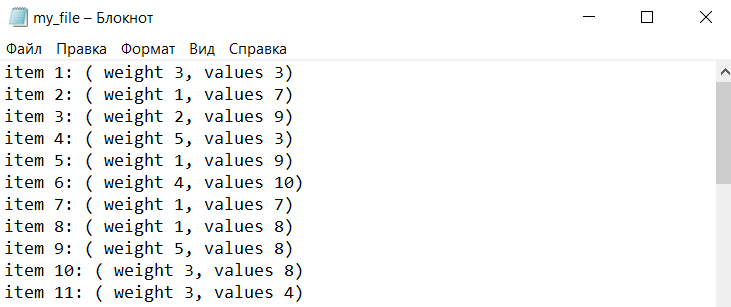 my_file – Блокнот
Файл Правка Формат Вид Справка
item 1: ( weight 3, values 3)
item 2: ( weight 1, values 7)
item 3: ( weight 2, values 9)
item 4: ( weight 5, values 3)
item 5: ( weight 1, values 9)
item 6: ( weight 4, values 10)
item 7: ( weight 1, values 7)
item 8: ( weight 1, values 8)
item 9: ( weight 5, values 8)
item 10: ( weight 3, values 8)
item 11: ( weight 3, values 4)